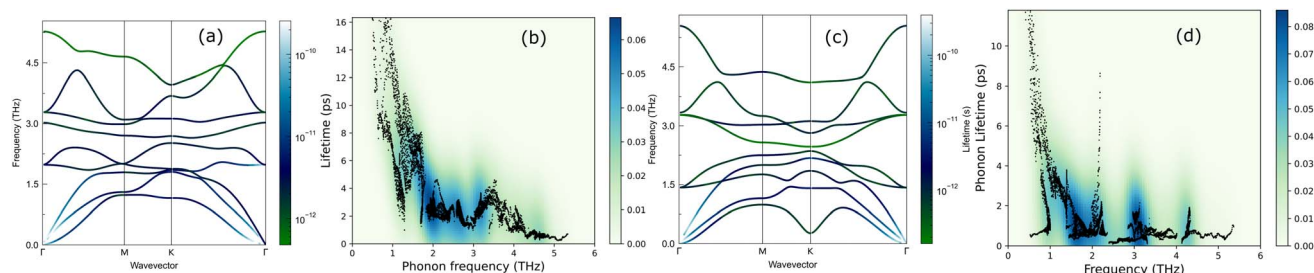 (a)
Frequency (THz)
4.5
3.0
1.5
0.0
Γ M K Γ
Wavevector
10⁻¹⁰
10⁻¹¹
10⁻¹²
(b)
Lifetime (ps)
16
14
12
10
8
6
4
2
0
0 1 2 3 4 5 6
Phonon frequency (THz)
0.06
0.05
0.04
0.03
0.02
0.01
0.00
(c)
Frequency (THz)
4.5
3.0
1.5
0.0
Γ M K Γ
Wavevector
10⁻¹⁰
10⁻¹¹
10⁻¹²
Lifetime (s)
(d)
Phonon Lifetime (ps)
10
8
6
4
2
0
0 1 2 3 4 5 6
Frequency (THz)
0.08
0.07
0.06
0.05
0.04
0.03
0.02
0.01
0.00